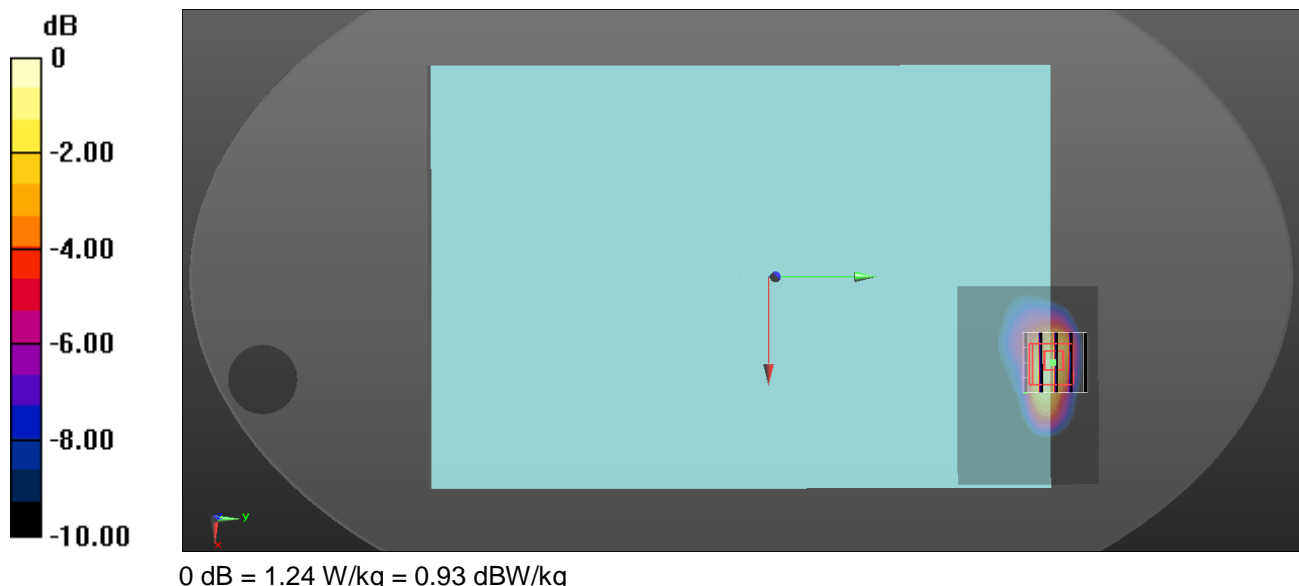 dB
0
-2.00
-4.00
-6.00
-8.00
-10.00
y
x
0 dB = 1.24 W/kg = 0.93 dBW/kg